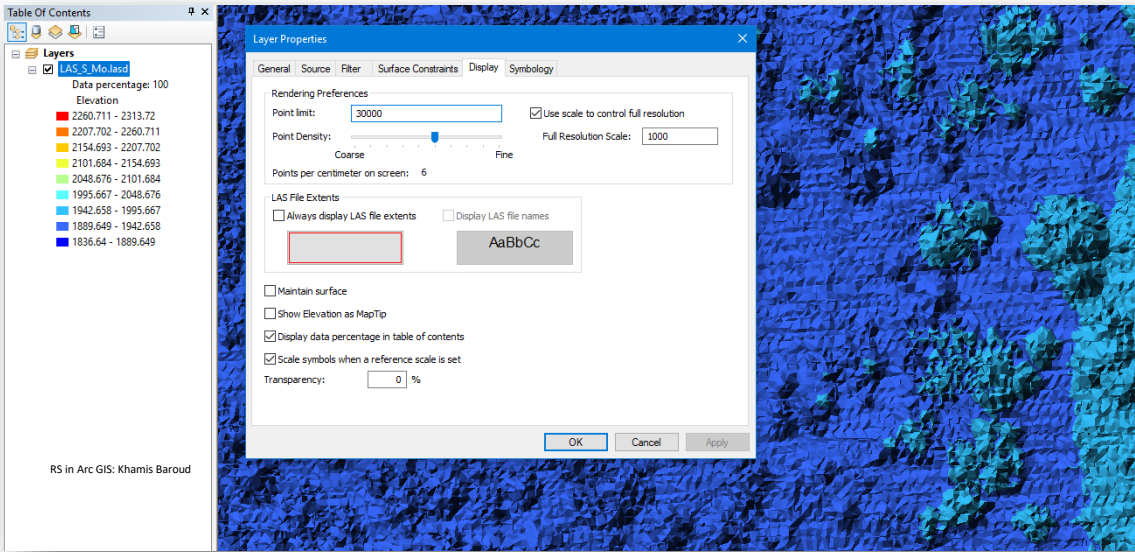 Table Of Contents
Layers
LAS_S_Mo.lasd
Data percentage: 100
Elevation
2260.711 - 2313.72
2207.702 - 2260.711
2154.693 - 2207.702
2101.684 - 2154.693
2048.676 - 2101.684
1995.667 - 2048.676
1942.658 - 1995.667
1889.649 - 1942.658
1836.64 - 1889.649
RS in Arc GIS: Khamis Baroud
Layer Properties
General Source Filter Surface Constraints Display Symbology
Rendering Preferences
Point limit: 30000 Use scale to control full resolution
Point Density: Full Resolution Scale: 1000
Coarse Fine
Points per centimeter on screen: 6
LAS File Extents
Always display LAS file extents Display LAS file names
AaBbCc
Maintain surface
Show Elevation as MapTip
Display data percentage in table of contents
Scale symbols when a reference scale is set
Transparency: 0 %
OK Cancel Apply